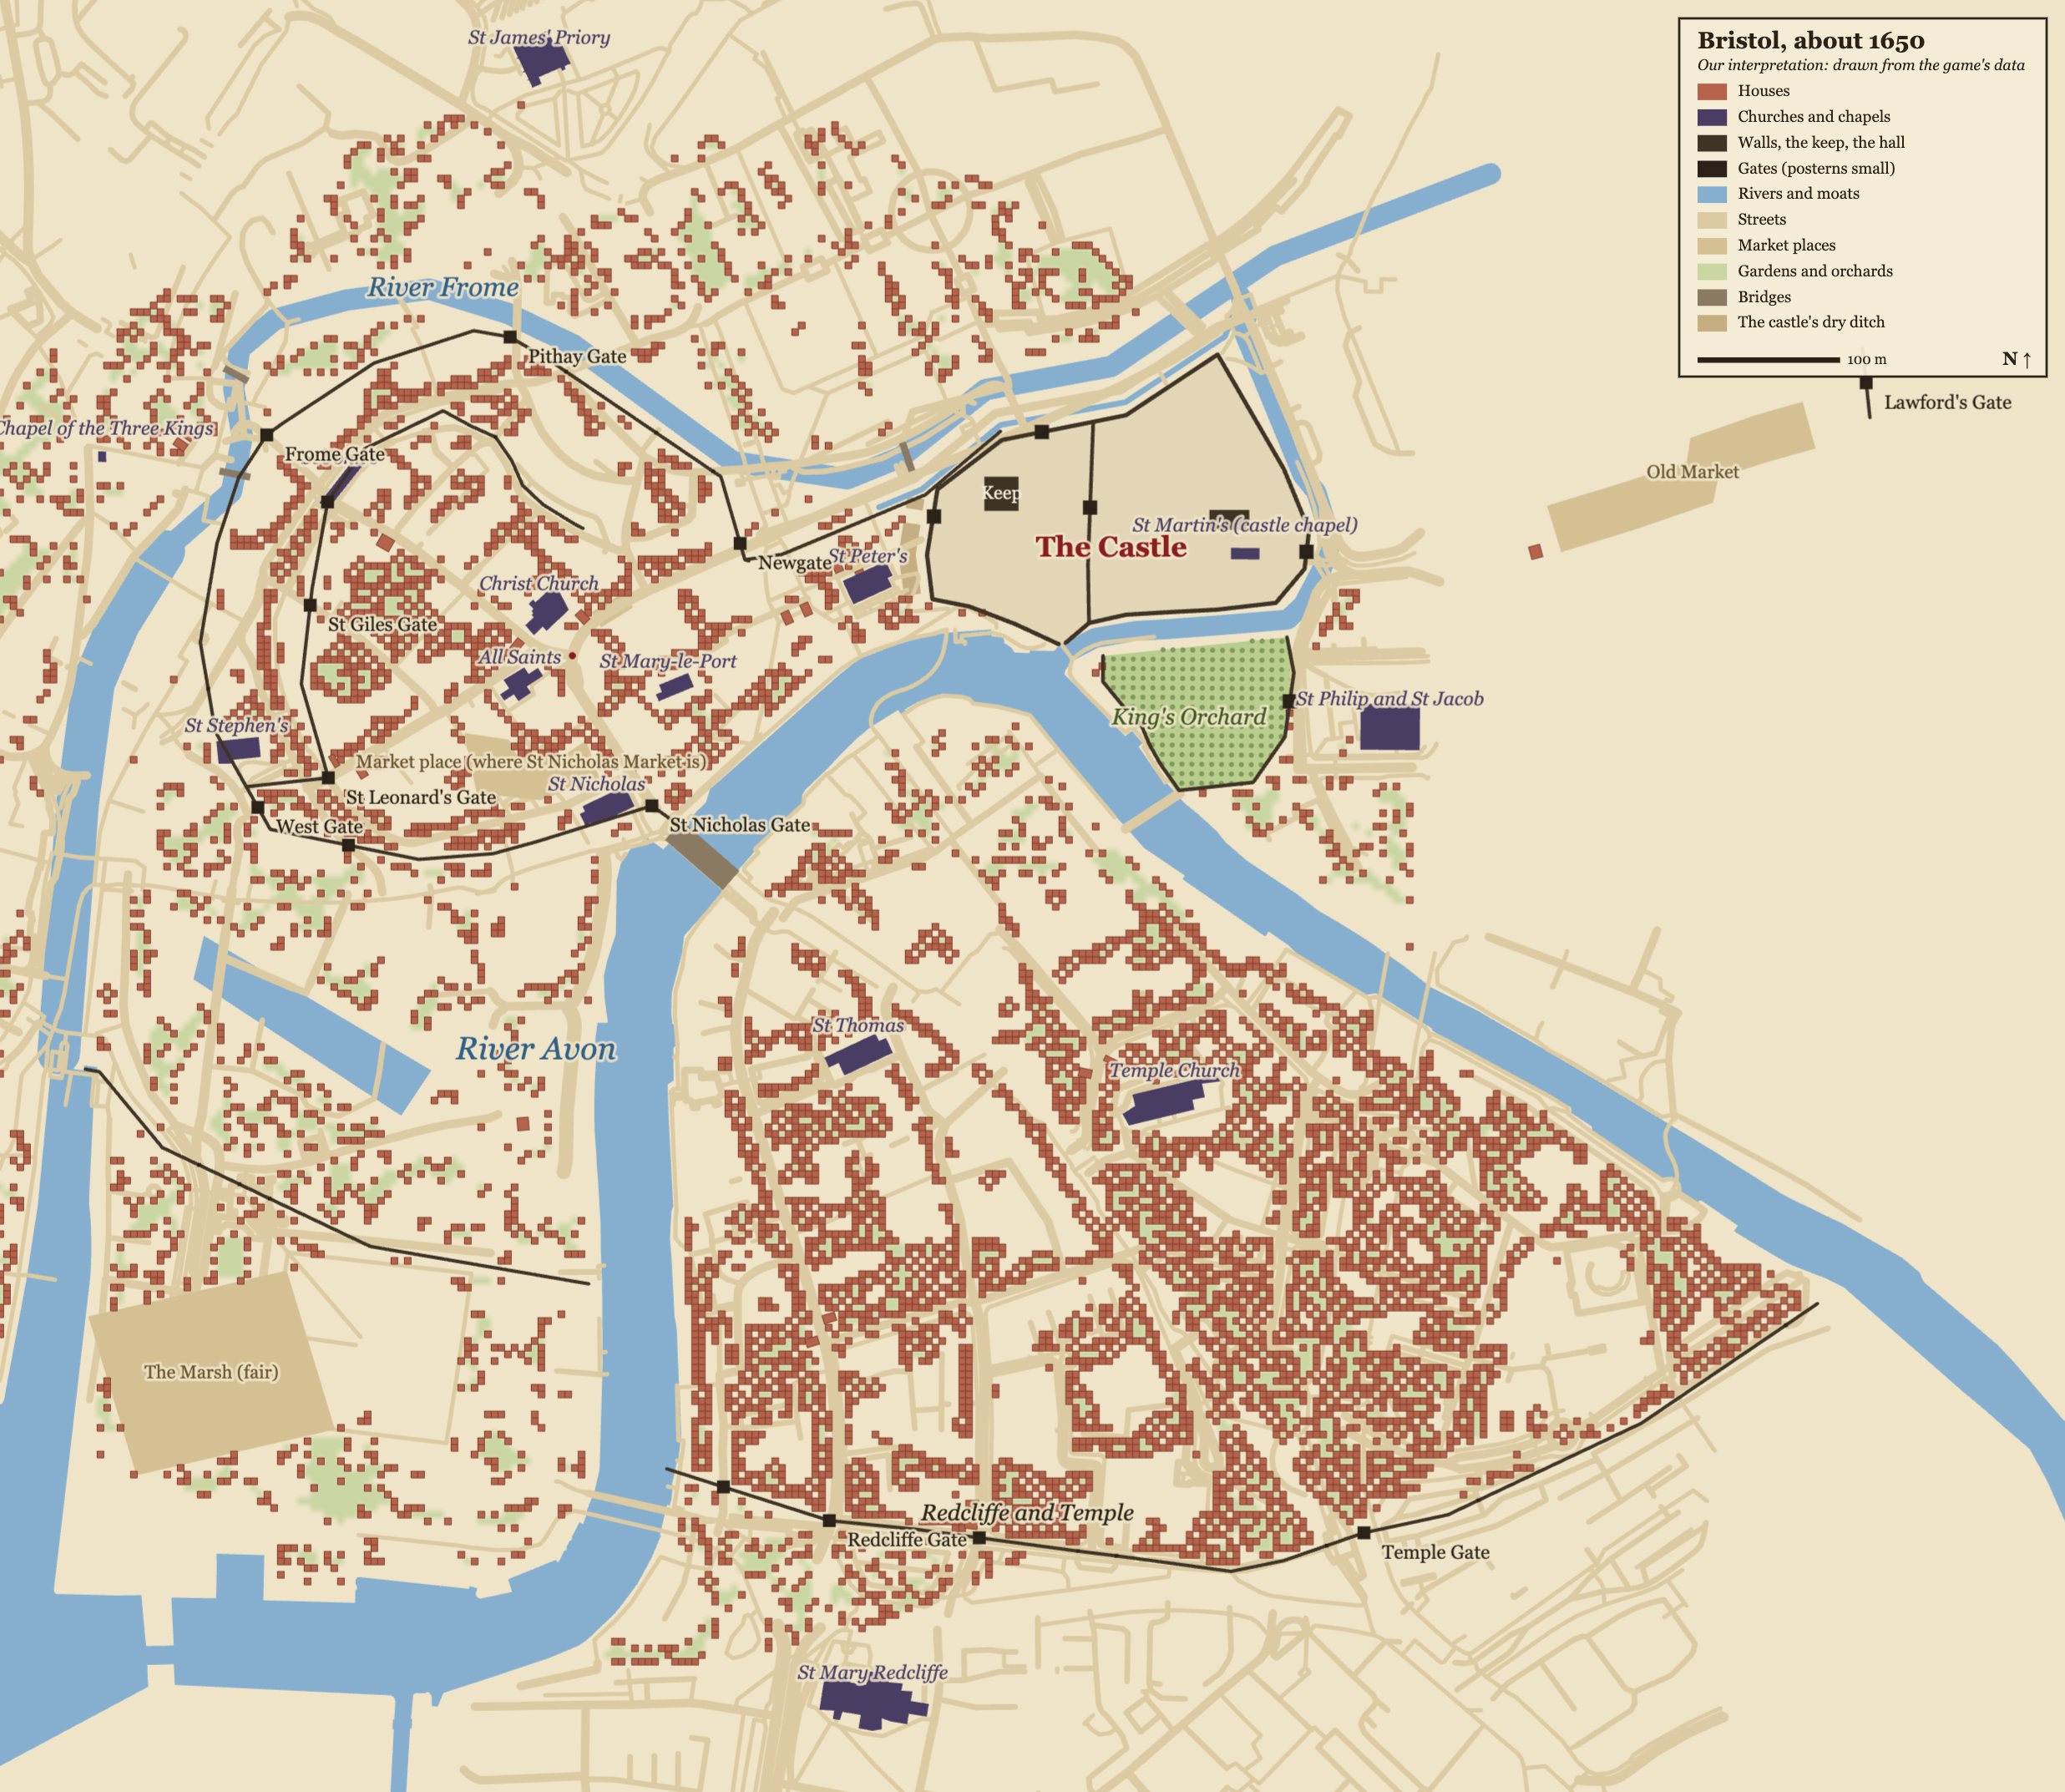 St James' Priory
Bristol, about 1650
Our interpretation: drawn from the game's data
Houses
Churches and chapels
Walls, the keep, the hall
Gates (posterns small)
Rivers and moats
Streets
Market places
Gardens and orchards
Bridges
The castle's dry ditch
100 m
N ↑
River Frome
Pithay Gate
Lawford's Gate
Chapel of the Three Kings
Frome Gate
Old Market
Keep
St Martin's (castle chapel)
The Castle
Newgate
St Peter's
Christ Church
St Giles Gate
All Saints
St Mary-le-Port
St Philip and St Jacob
King's Orchard
St Stephen's
Market place (where St Nicholas Market is)
St Nicholas
St Leonard's Gate
West Gate
St Nicholas Gate
St Thomas
River Avon
Temple Church
The Marsh (fair)
Redcliffe and Temple
Redcliffe Gate
Temple Gate
St Mary Redcliffe